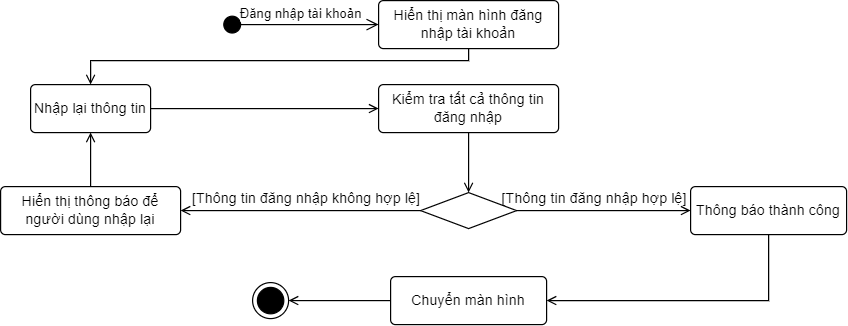 Đăng nhập tài khoản
Hiển thị màn hình đăng
nhập tài khoản
Nhập lại thông tin
Kiểm tra tất cả thông tin
đăng nhập
Hiển thị thông báo để
người dùng nhập lại
[Thông tin đăng nhập không hợp lệ]
[Thông tin đăng nhập hợp lệ]
Thông báo thành công
Chuyển màn hình